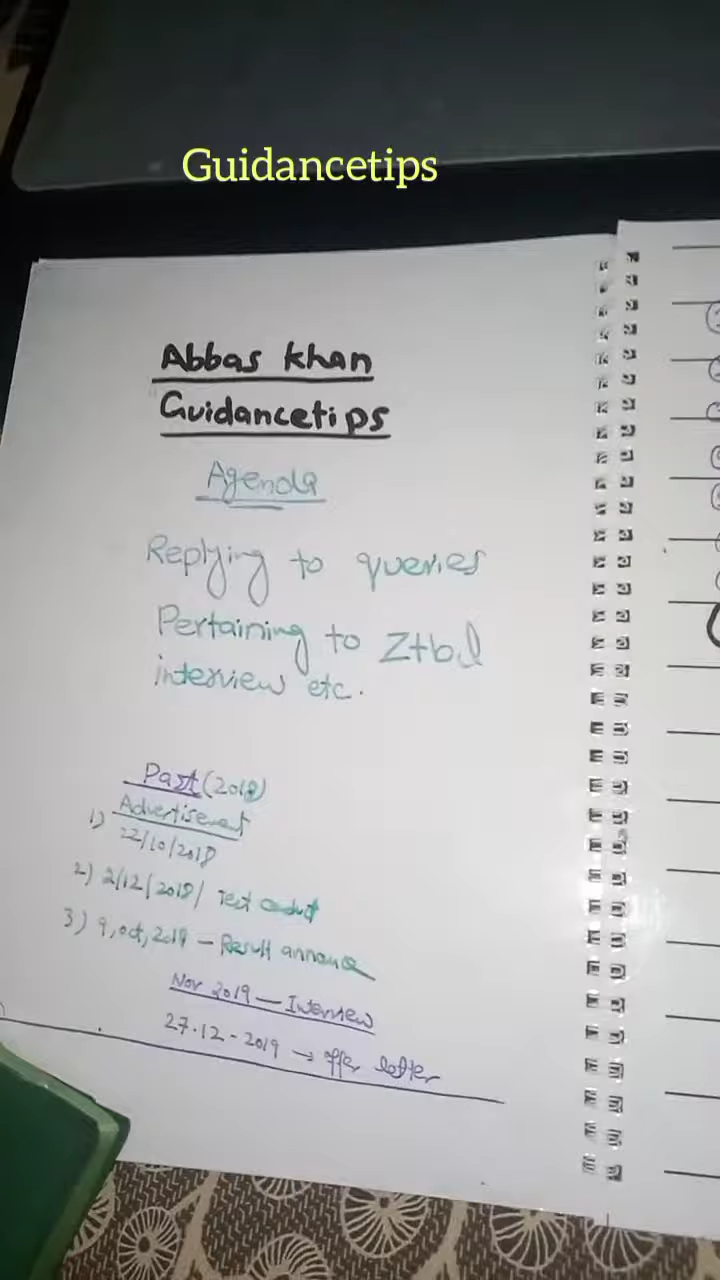 Guidancetips
Abbas Khan
Guidancetips
Agenda
Replying to queries
Pertaining to Ztbl
interview etc.
Past (2018)
1) Advertisement
22/10/2018
2) 2/12/2018/ Test conduct
3) 9, oct, 2019 - Result announce
Nov 2019 - Interview
27.12-2019 → offer letter